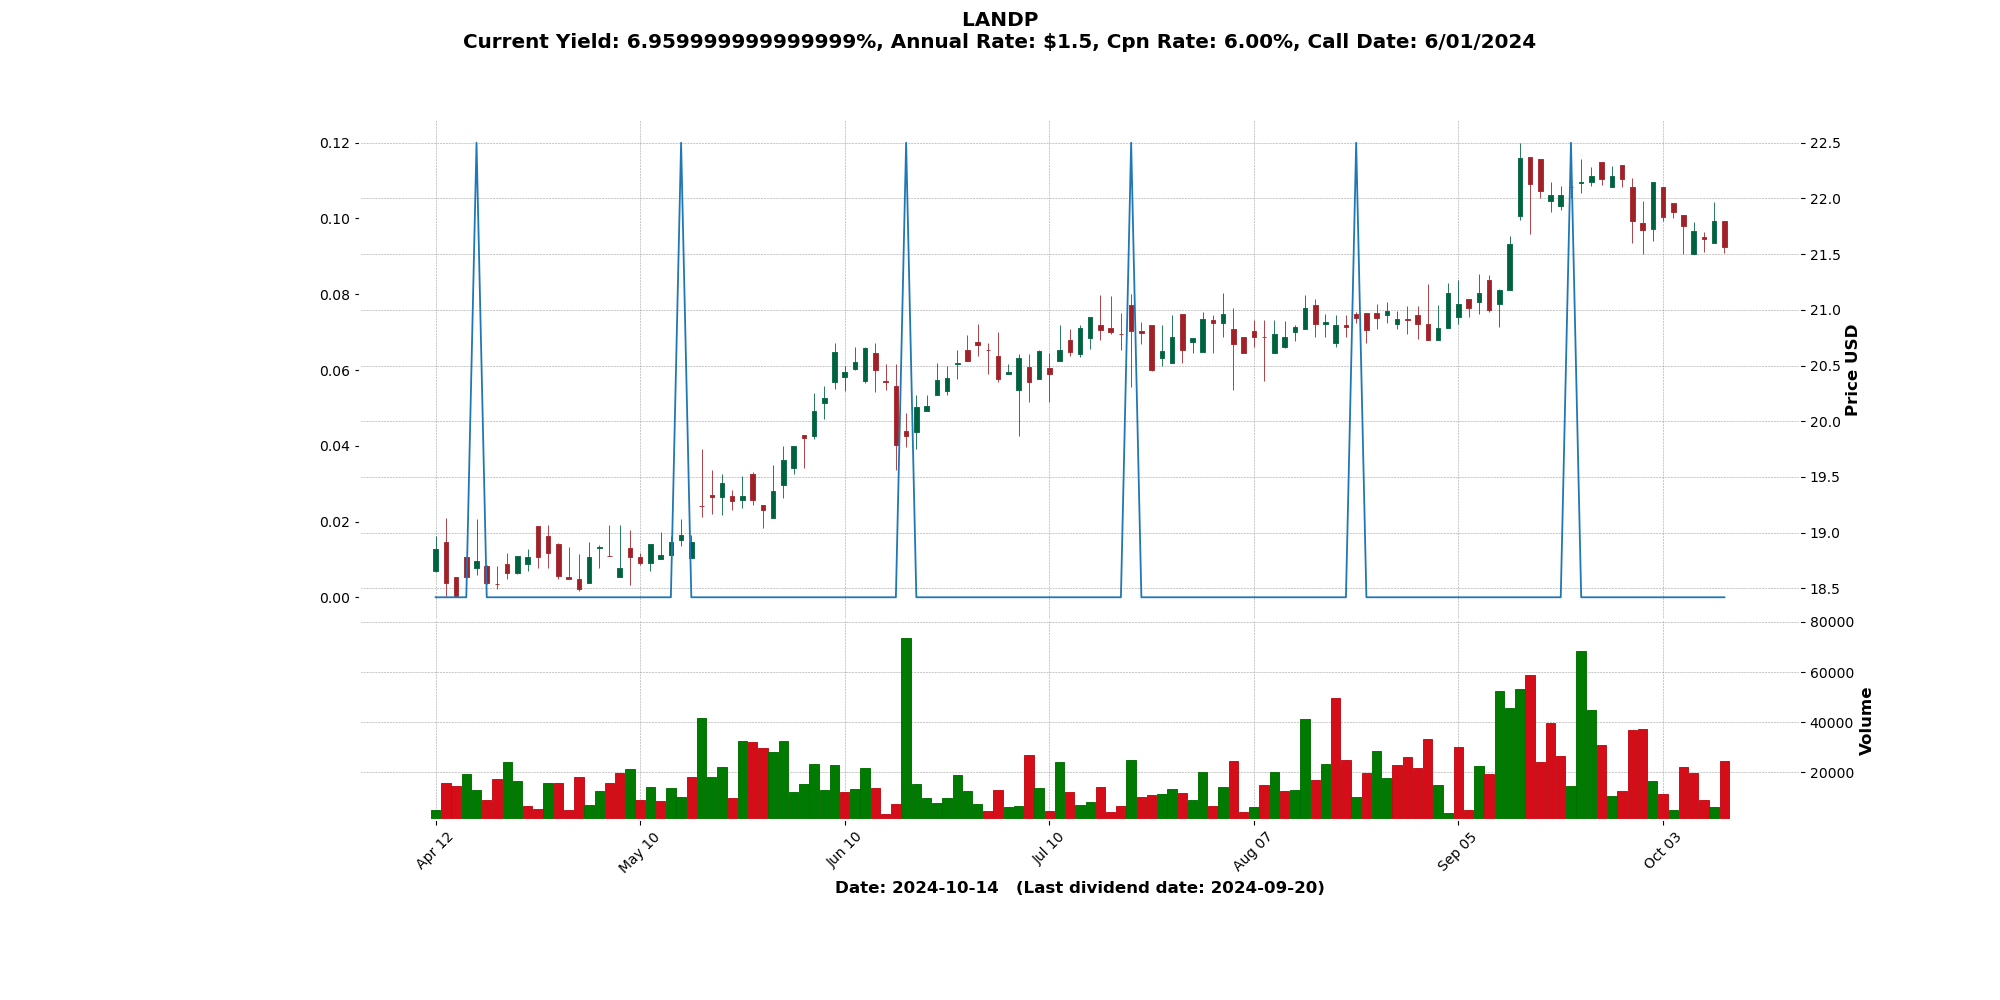 LANDP
Current Yield: 6.959999999999999%, Annual Rate: $1.5, Cpn Rate: 6.00%, Call Date: 6/01/2024
0.12
0.10
0.08
0.06
0.04
0.02
0.00
22.5
22.0
21.5
21.0
20.5
20.0
19.5
19.0
18.5
Price USD
80000
60000
40000
20000
Volume
Apr 12
May 10
Jun 10
Jul 10
Aug 07
Sep 05
Oct 03
Date: 2024-10-14 (Last dividend date: 2024-09-20)